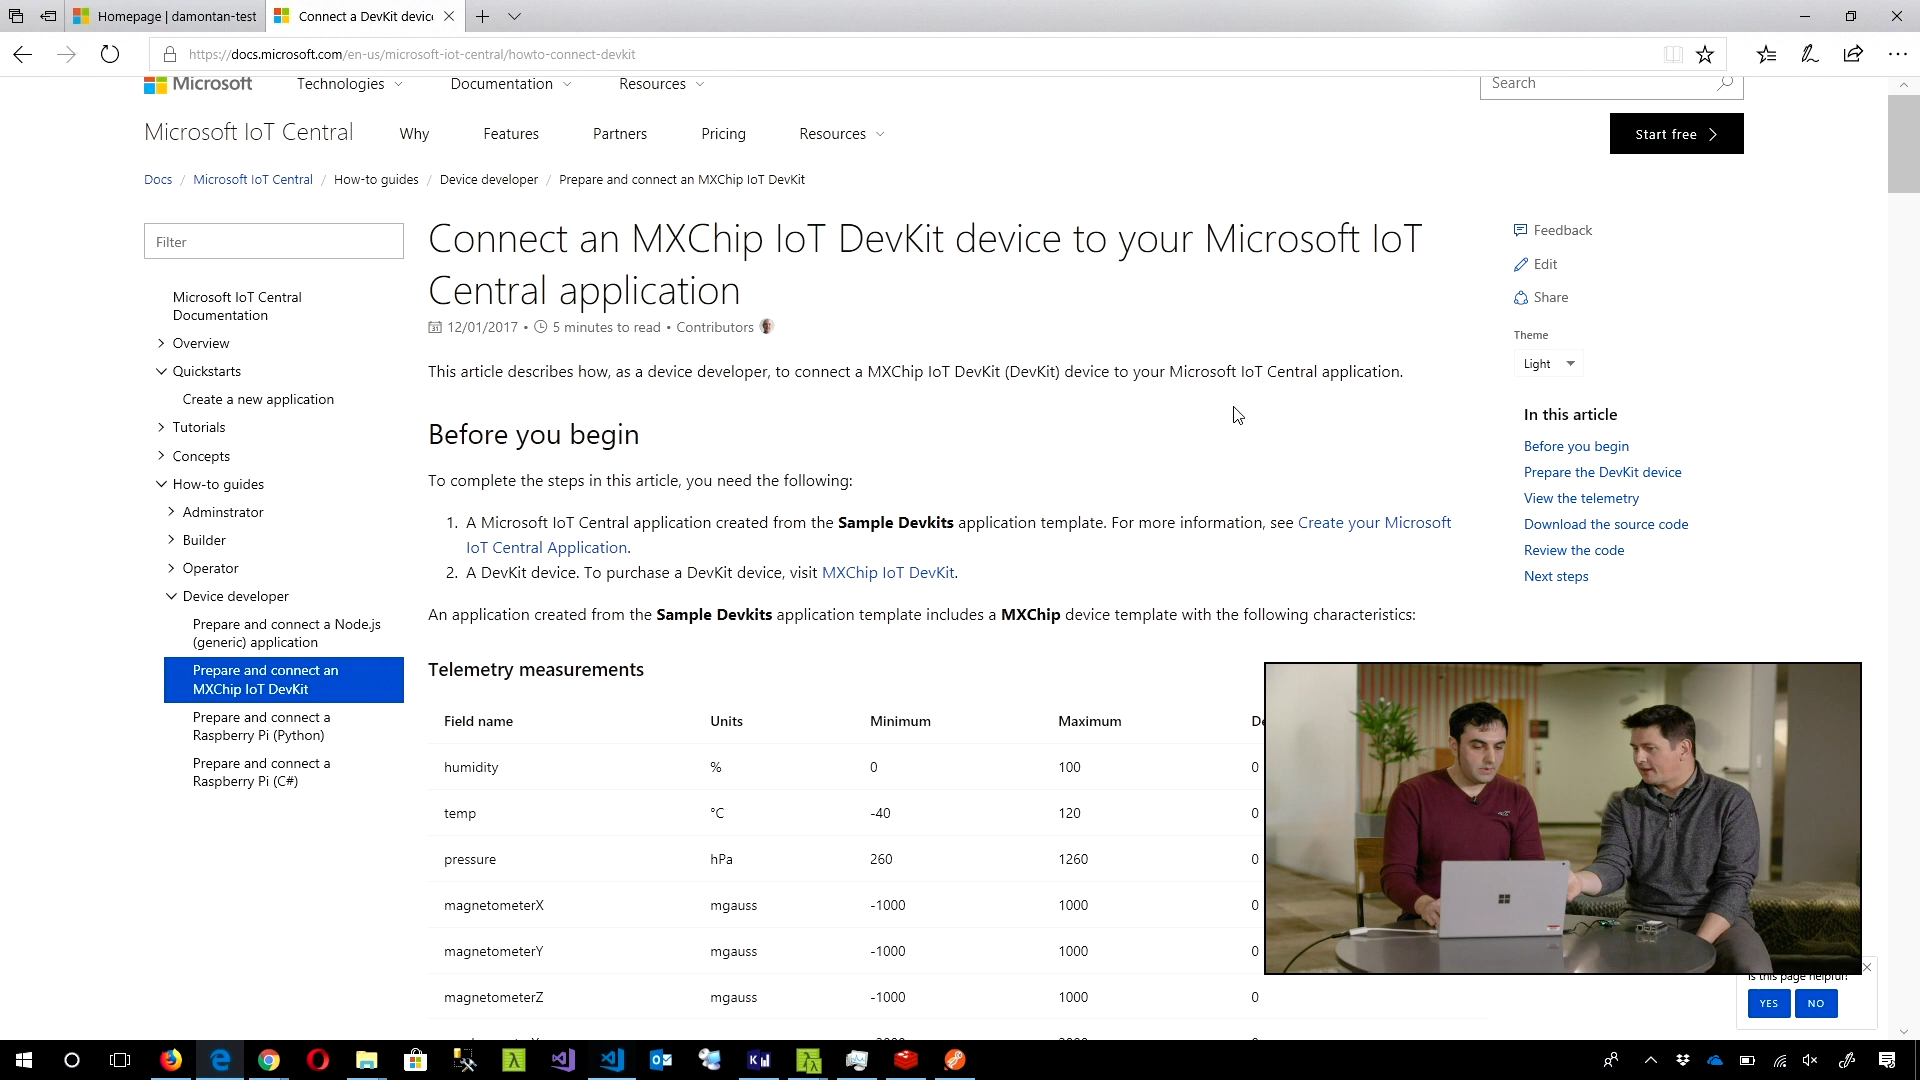 Homepage | damontan-test
Connect a DevKit devic
https://docs.microsoft.com/en-us/microsoft-iot-central/howto-connect-devkit
Microsoft
Technologies
Documentation
Resources
Search
Microsoft IoT Central
Why
Features
Partners
Pricing
Resources
Start free
Docs / Microsoft IoT Central / How-to guides / Device developer / Prepare and connect an MXChip IoT DevKit
Filter
Microsoft IoT Central
Documentation
Overview
Quickstarts
Create a new application
Tutorials
Concepts
How-to guides
Adminstrator
Builder
Operator
Device developer
Prepare and connect a Node.js
(generic) application
Prepare and connect an
MXChip IoT DevKit
Prepare and connect a
Raspberry Pi (Python)
Prepare and connect a
Raspberry Pi (C#)
Connect an MXChip IoT DevKit device to your Microsoft IoT
Central application
12/01/2017 • 5 minutes to read • Contributors
This article describes how, as a device developer, to connect a MXChip IoT DevKit (DevKit) device to your Microsoft IoT Central application.
Before you begin
To complete the steps in this article, you need the following:
1. A Microsoft IoT Central application created from the Sample Devkits application template. For more information, see Create your Microsoft
IoT Central Application.
2. A DevKit device. To purchase a DevKit device, visit MXChip IoT DevKit.
An application created from the Sample Devkits application template includes a MXChip device template with the following characteristics:
Telemetry measurements
Field name Units Minimum Maximum De
humidity % 0 100 0
temp °C -40 120 0
pressure hPa 260 1260 0
magnetometerX mgauss -1000 1000 0
magnetometerY mgauss -1000 1000 0
magnetometerZ mgauss -1000 1000 0
Feedback
Edit
Share
Theme
Light
In this article
Before you begin
Prepare the DevKit device
View the telemetry
Download the source code
Review the code
Next steps
Is this page helpful?
YES
NO